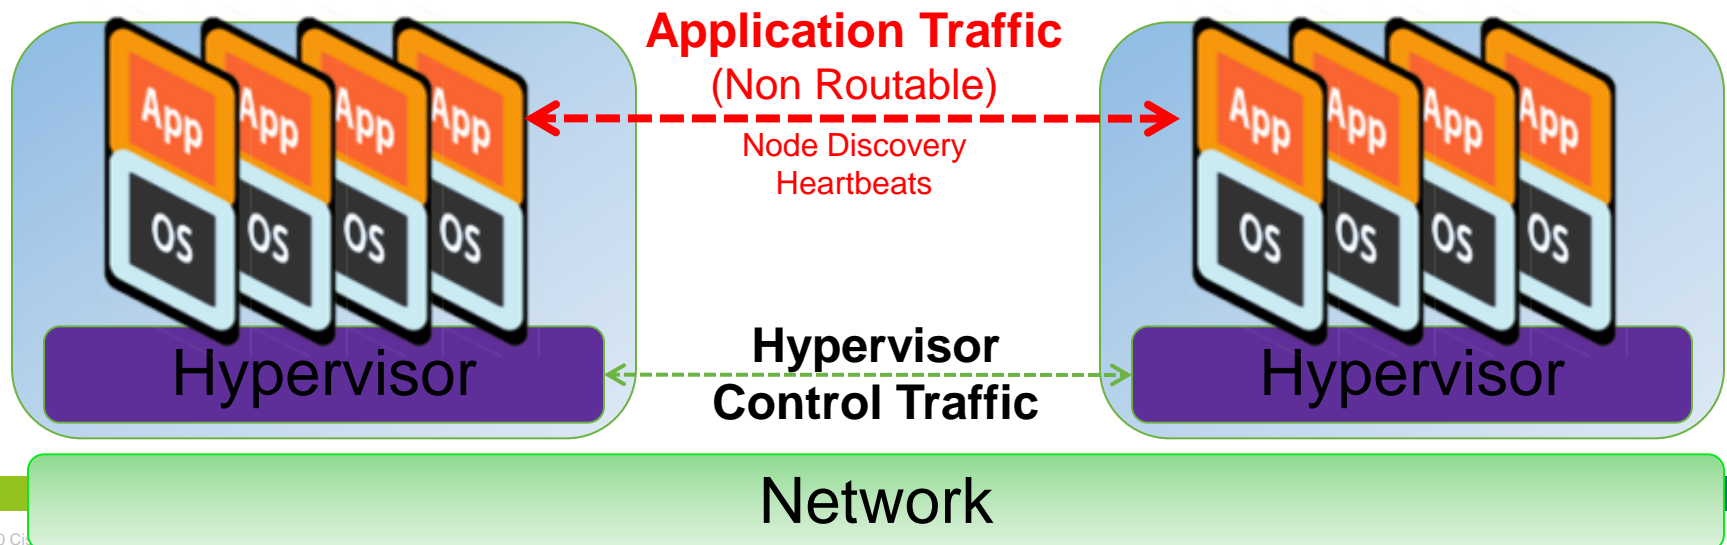 Application Traffic
(Non Routable)
Node Discovery
Heartbeats
App App App App
OS OS OS OS
App App App App
OS OS OS OS
Hypervisor
Hypervisor
Control Traffic
Hypervisor
Network